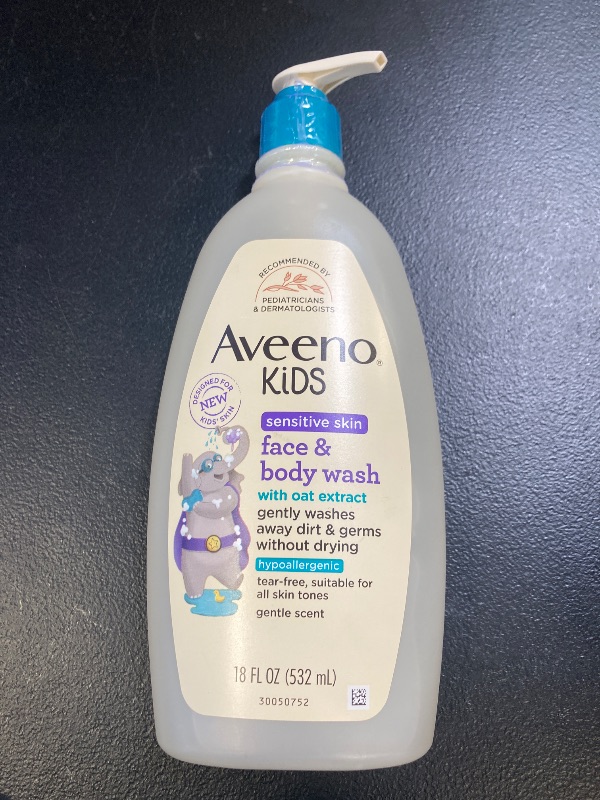 RECOMMENDED BY
PEDIATRICIANS
& DERMATOLOGISTS
Aveeno®
KiDS
DESIGNED FOR
NEW
KIDS' SKIN
sensitive skin
face &
body wash
with oat extract
gently washes
away dirt & germs
without drying
hypoallergenic
tear-free, suitable for
all skin tones
gentle scent
18 FL OZ (532 mL)
30050752